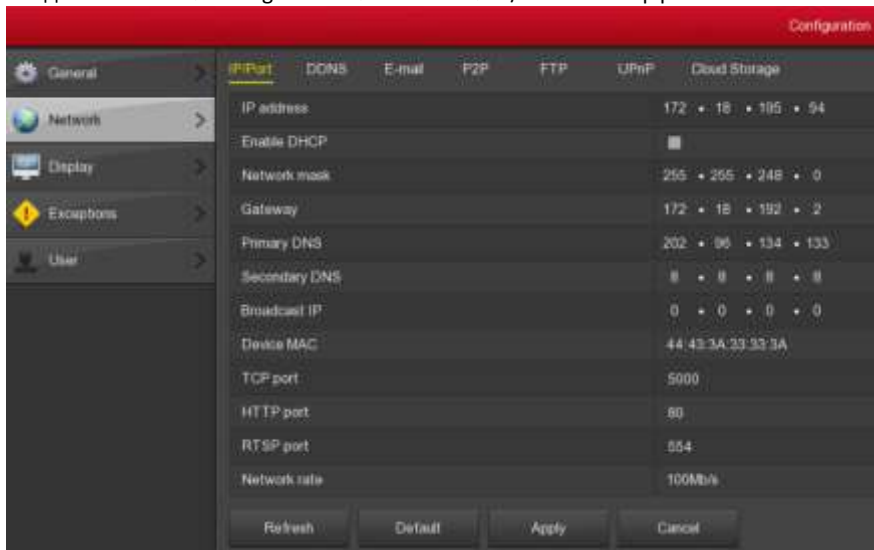 Configuration
General
Network
Display
Exceptions
User
IP/Port DDNS E-mail P2P FTP UPnP Cloud Storage
IP address 172 • 18 • 195 • 94
Enable DHCP
Network mask 255 • 255 • 248 • 0
Gateway 172 • 18 • 192 • 2
Primary DNS 202 • 96 • 134 • 133
Secondary DNS 8 • 8 • 8 • 8
Broadcast IP 0 • 0 • 0 • 0
Device MAC 44:43:3A:33:33:3A
TCP port 5000
HTTP port 80
RTSP port 554
Network rate 100Mb/s
Refresh Default Apply Cancel